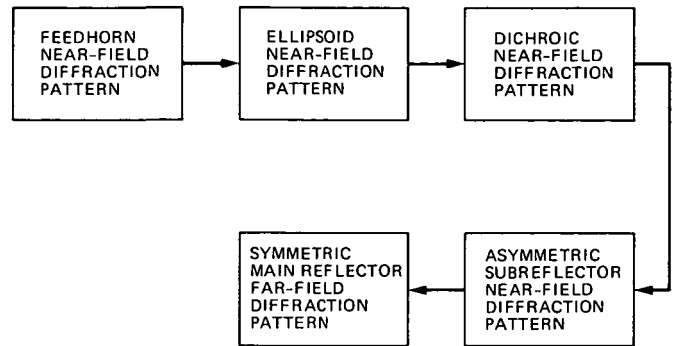 FEEDHORN
NEAR-FIELD
DIFFRACTION
PATTERN
ELLIPSOID
NEAR-FIELD
DIFFRACTION
PATTERN
DICHROIC
NEAR-FIELD
DIFFRACTION
PATTERN
SYMMETRIC
MAIN REFLECTOR
FAR-FIELD
DIFFRACTION
PATTERN
ASYMMETRIC
SUBREFLECTOR
NEAR-FIELD
DIFFRACTION
PATTERN